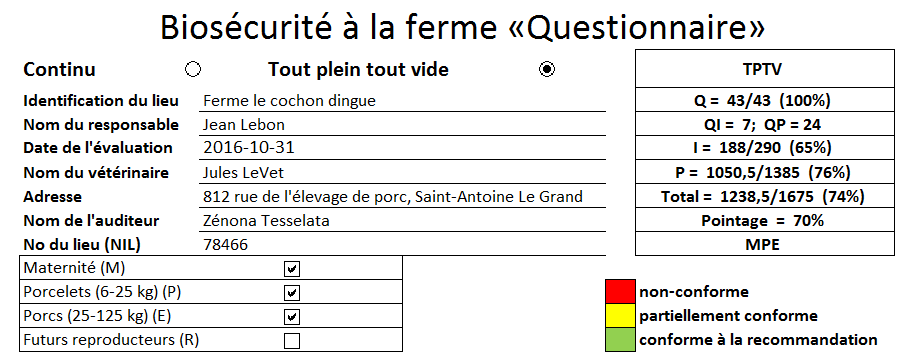 Biosécurité à la ferme «Questionnaire»
Continu Tout plein tout vide
TPTV
Identification du lieu Ferme le cochon dingue
Q = 43/43 (100%)
Nom du responsable Jean Lebon
QI = 7; QP = 24
Date de l'évaluation 2016-10-31
I = 188/290 (65%)
Nom du vétérinaire Jules LeVet
P = 1050,5/1385 (76%)
Adresse 812 rue de l'élevage de porc, Saint-Antoine Le Grand
Total = 1238,5/1675 (74%)
Nom de l'auditeur Zénona Tesselata
Pointage = 70%
No du lieu (NIL) 78466
MPE
Maternité (M)
Porcelets (6-25 kg) (P)
Porcs (25-125 kg) (E)
Futurs reproducteurs (R)
non-conforme
partiellement conforme
conforme à la recommandation